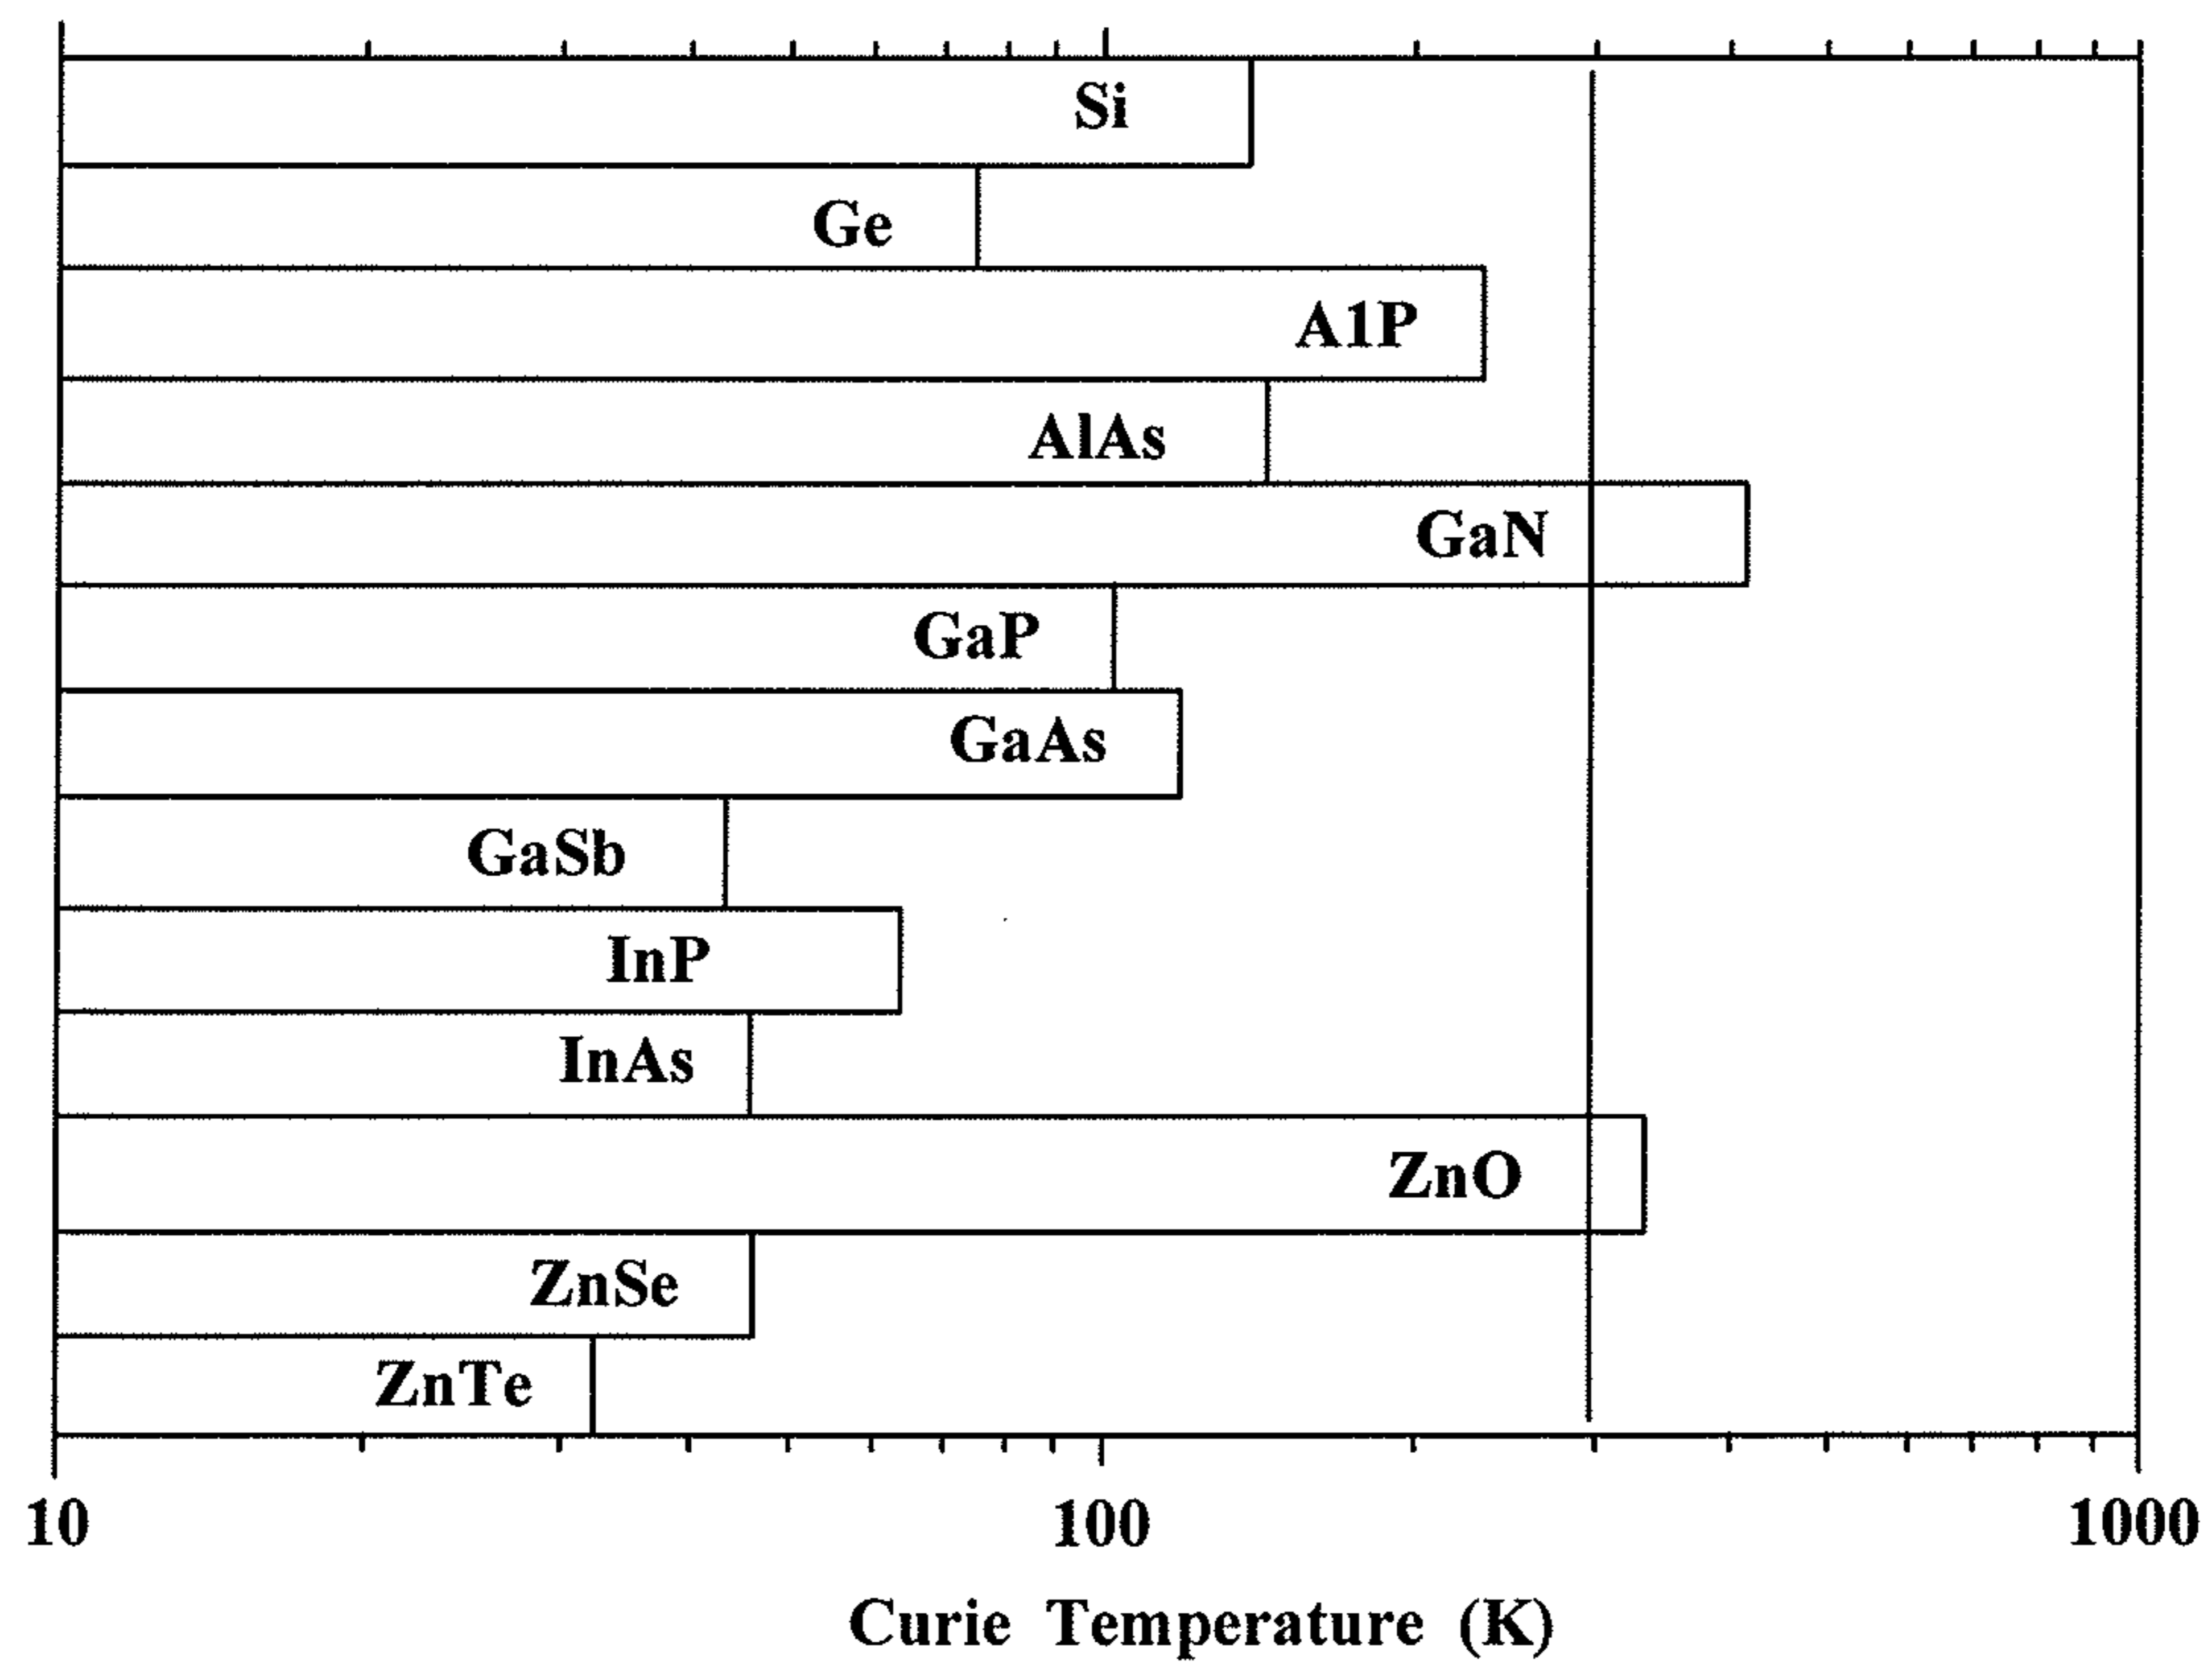 Si
Ge
A1P
AlAs
GaN
GaP
GaAs
GaSb
InP
InAs
ZnO
ZnSe
ZnTe
10 100 1000
Curie Temperature (K)